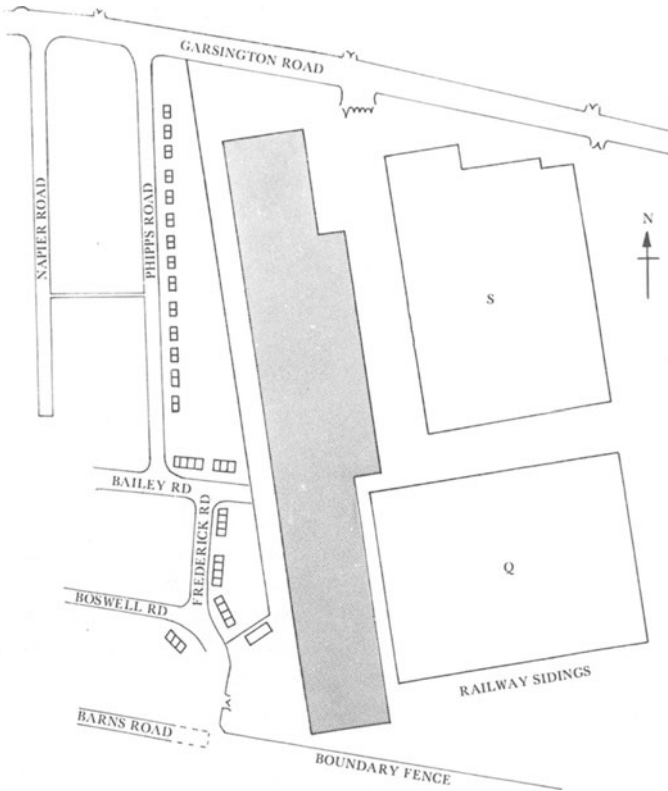 GARSINGTON ROAD
NAPIER ROAD
PHIPPS ROAD
N
S
BAILEY RD
FREDERICK RD
Q
BOSWELL RD
RAILWAY SIDINGS
BARNS ROAD
BOUNDARY FENCE